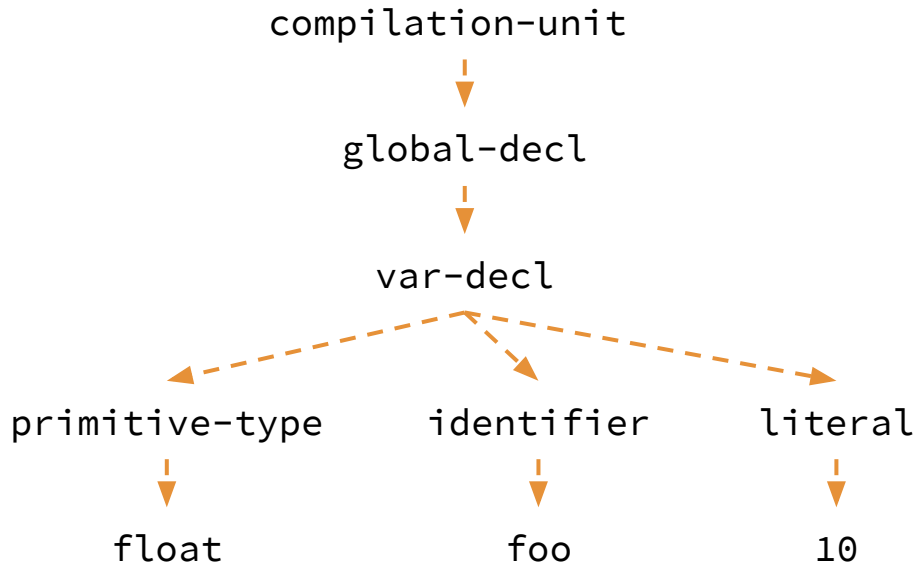 compilation-unit
global-decl
var-decl
primitive-type identifier literal
float foo 10